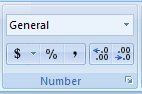 General
$ % , .0 .00 .00 .0
Number